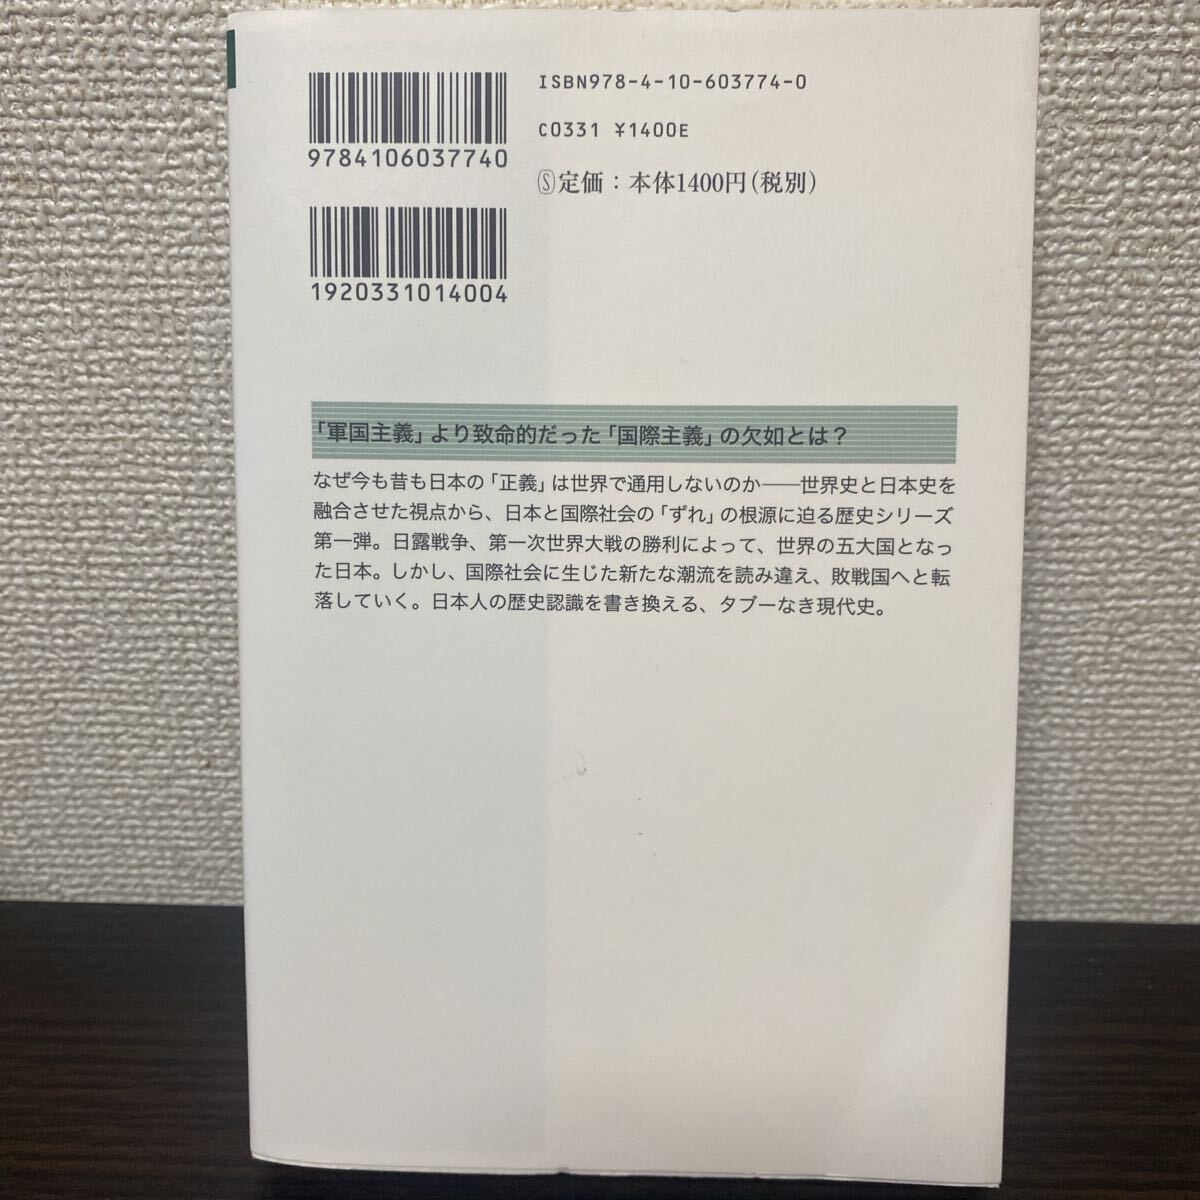 ISBN978-4-10-603774-0
C0331 ¥1400E
Ⓢ定価：本体1400円（税別）
9784106037740
1920331014004
「軍国主義」より致命的だった「国際主義」の欠如とは？
なぜ今も昔も日本の「正義」は世界で通用しないのか――世界史と日本史を
融合させた視点から、日本と国際社会の「ずれ」の根源に迫る歴史シリーズ
第一弾。日露戦争、第一次世界大戦の勝利によって、世界の五大国となっ
た日本。しかし、国際社会に生じた新たな潮流を読み違え、敗戦国へと転
落していく。日本人の歴史認識を書き換える、タブーなき現代史。